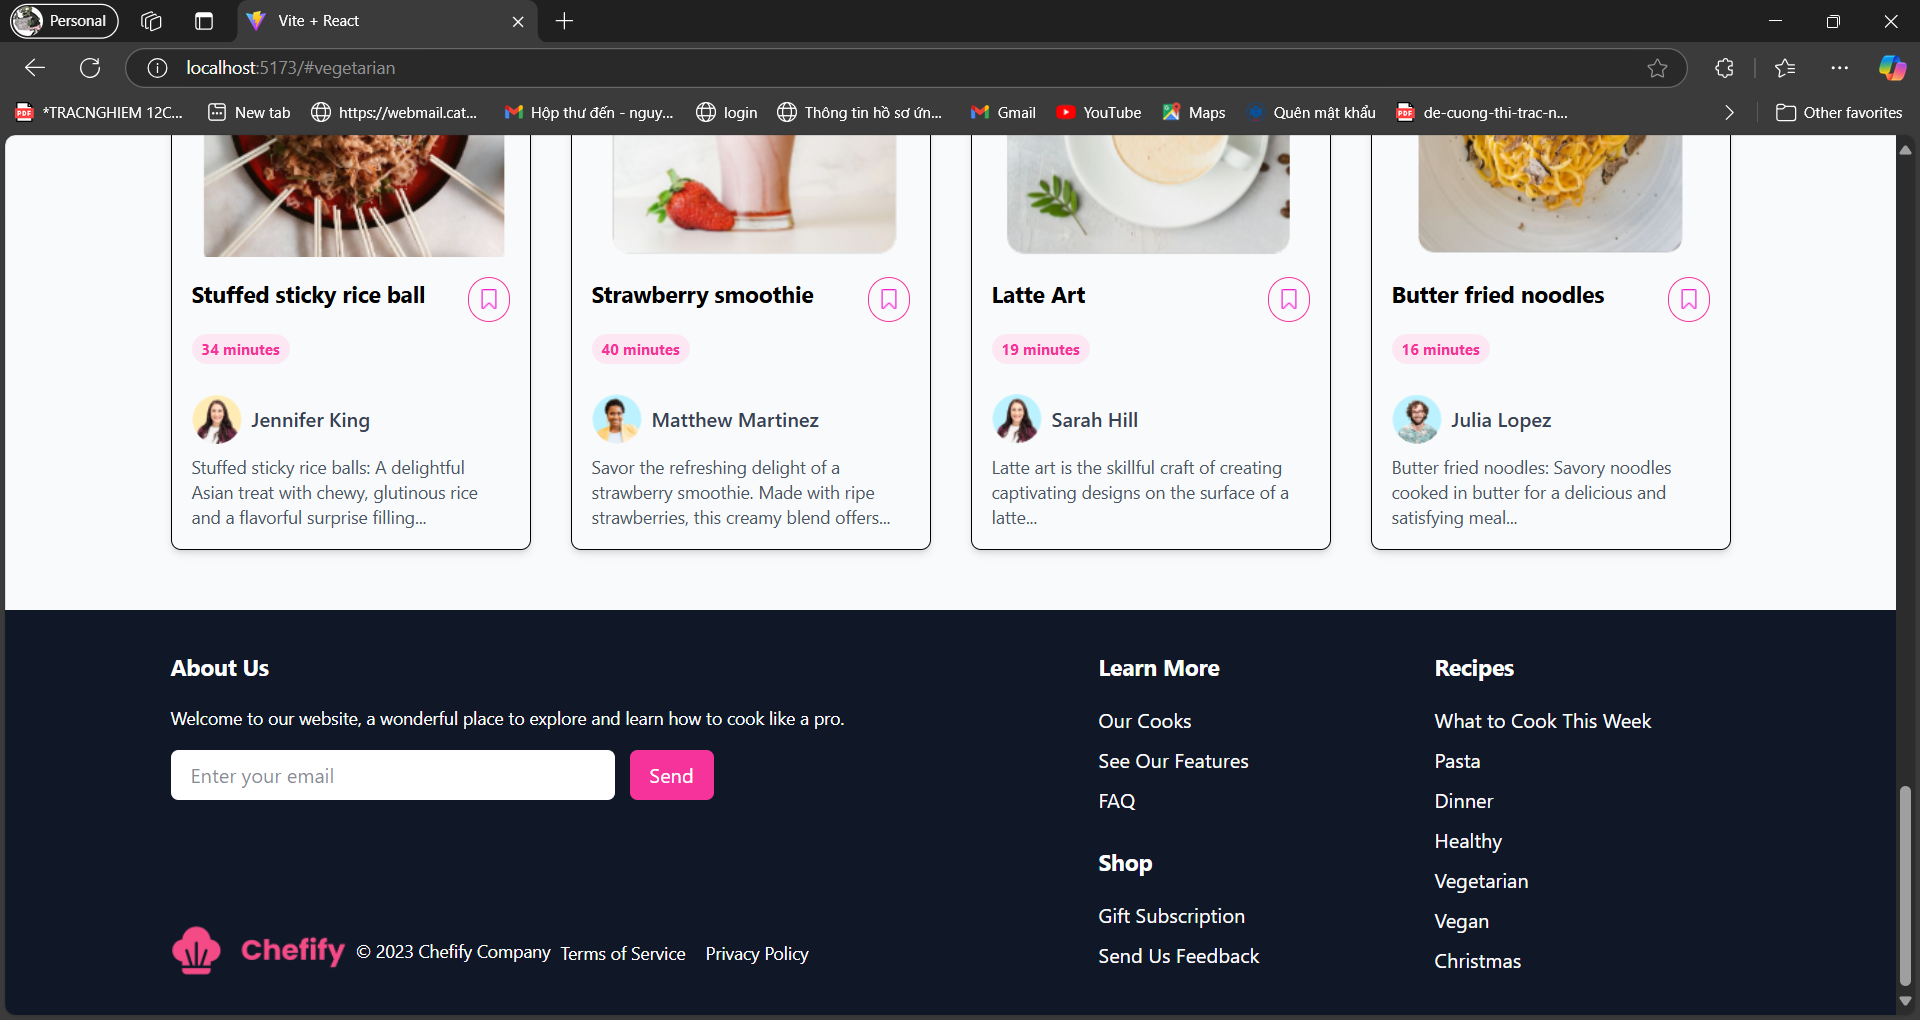 Personal
Vite + React
localhost:5173/#vegetarian
*TRACNGHIEM 12C...
New tab
https://webmail.cat...
Hộp thư đến - nguy...
login
Thông tin hồ sơ ứn...
Gmail
YouTube
Maps
Quên mật khẩu
PDF
de-cuong-thi-trac-n...
Other favorites
Stuffed sticky rice ball
34 minutes
Jennifer King
Stuffed sticky rice balls: A delightful
Asian treat with chewy, glutinous rice
and a flavorful surprise filling...
Strawberry smoothie
40 minutes
Matthew Martinez
Savor the refreshing delight of a
strawberry smoothie. Made with ripe
strawberries, this creamy blend offers...
Latte Art
19 minutes
Sarah Hill
Latte art is the skillful craft of creating
captivating designs on the surface of a
latte...
Butter fried noodles
16 minutes
Julia Lopez
Butter fried noodles: Savory noodles
cooked in butter for a delicious and
satisfying meal...
About Us
Welcome to our website, a wonderful place to explore and learn how to cook like a pro.
Enter your email
Send
Chefify
© 2023 Chefify Company
Terms of Service
Privacy Policy
Learn More
Our Cooks
See Our Features
FAQ
Shop
Gift Subscription
Send Us Feedback
Recipes
What to Cook This Week
Pasta
Dinner
Healthy
Vegetarian
Vegan
Christmas